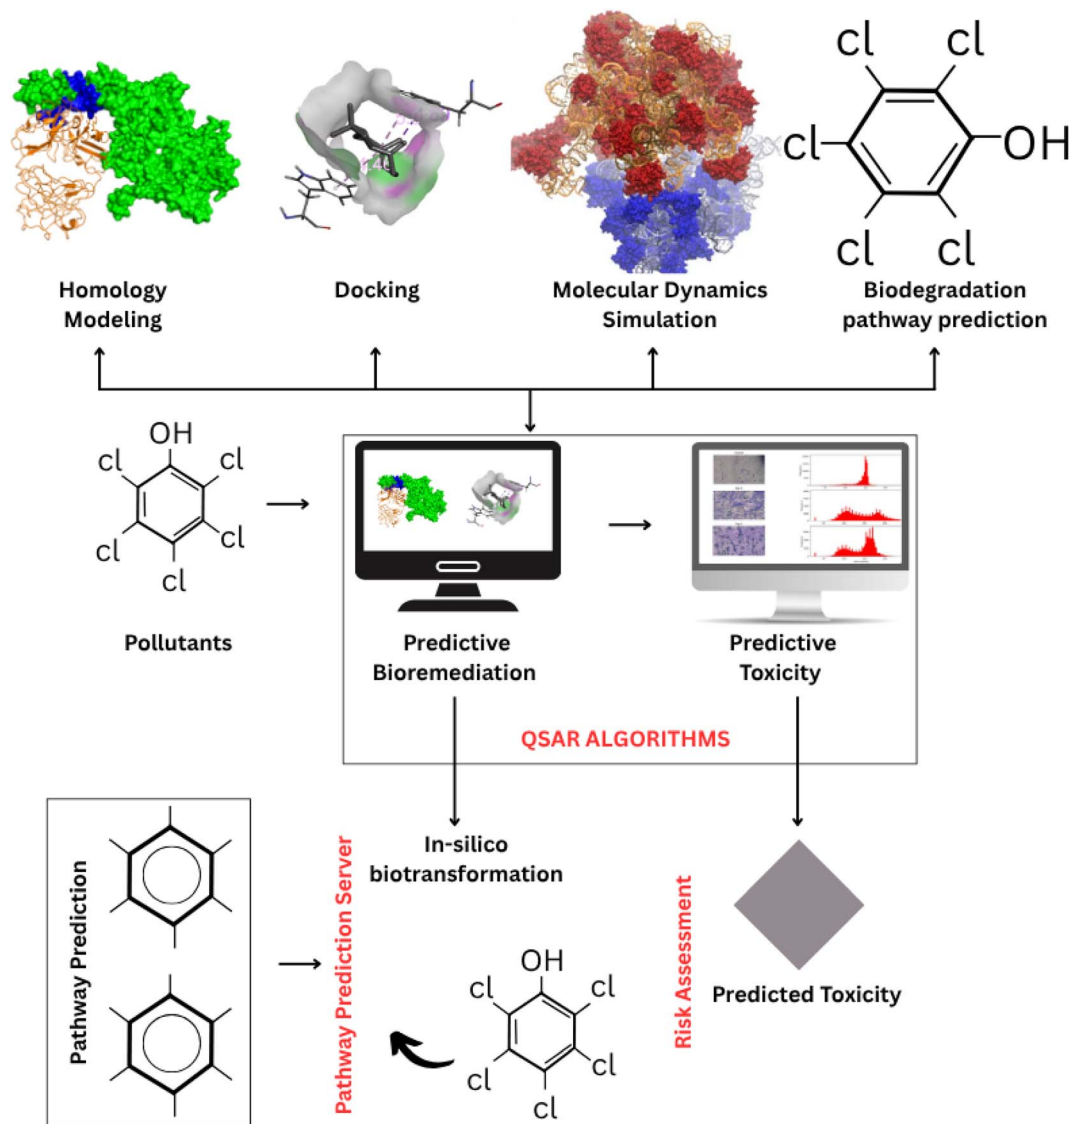 cl
cl
cl
OH
cl
cl
Homology
Modeling
Docking
Molecular Dynamics
Simulation
Biodegradation
pathway prediction
OH
cl
cl
cl
cl
cl
Pollutants
Predictive
Bioremediation
Predictive
Toxicity
QSAR ALGORITHMS
Pathway Prediction
Pathway Prediction Server
In-silico
biotransformation
OH
cl
cl
cl
cl
cl
Risk Assessment
Predicted Toxicity